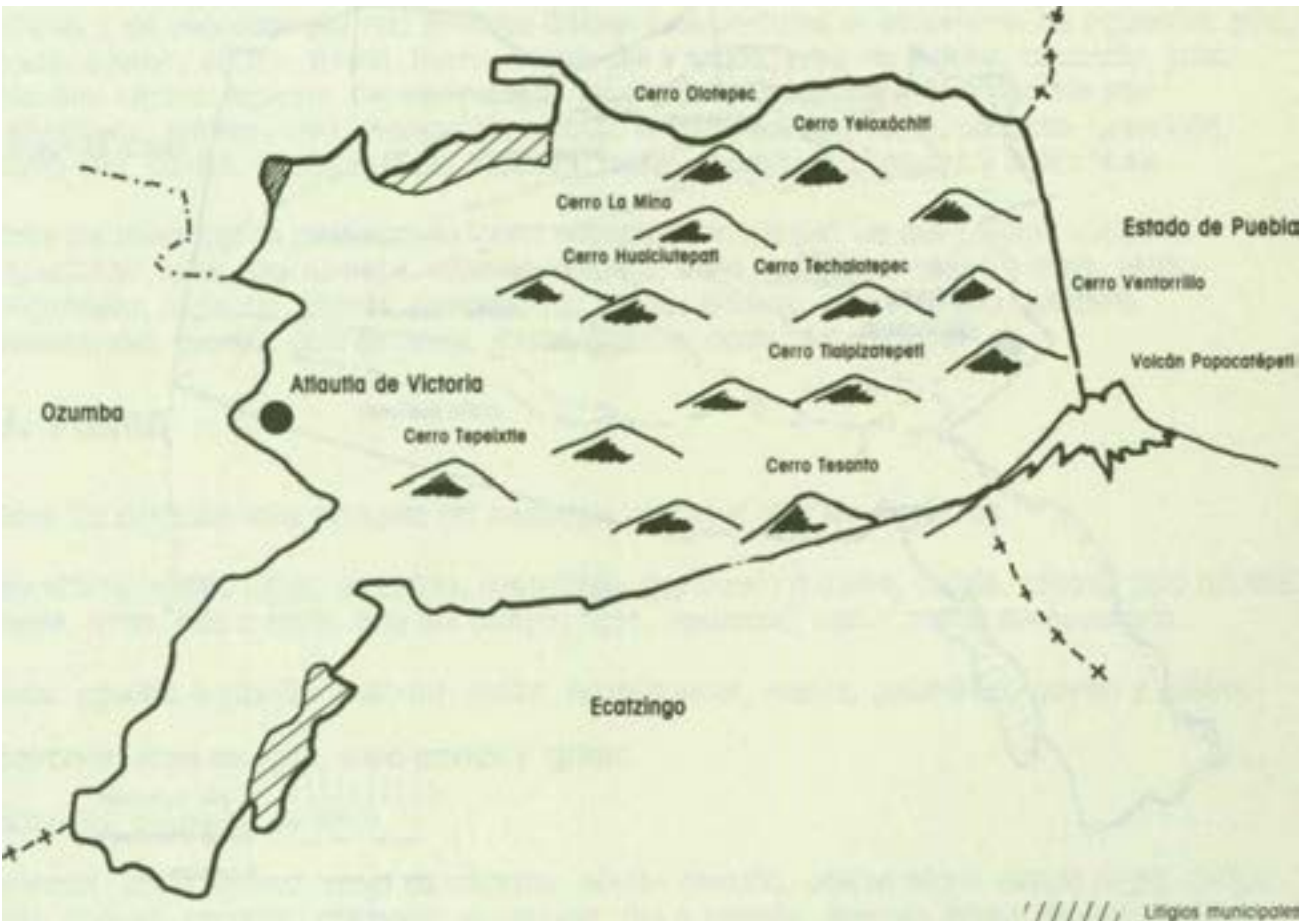 Cerro Olotepec
Cerro Yeloxóchitl
Cerro La Mina
Estado de Puebla
Cerro Hualciutepatl
Cerro Techalotepec
Cerro Ventorrillo
Cerro Tlalpizatepetl
Volcán Popocatépetl
Atlautla de Victoria
Ozumba
Cerro Tepeixtle
Cerro Tesanto
Ecatzingo
Litigios municipales